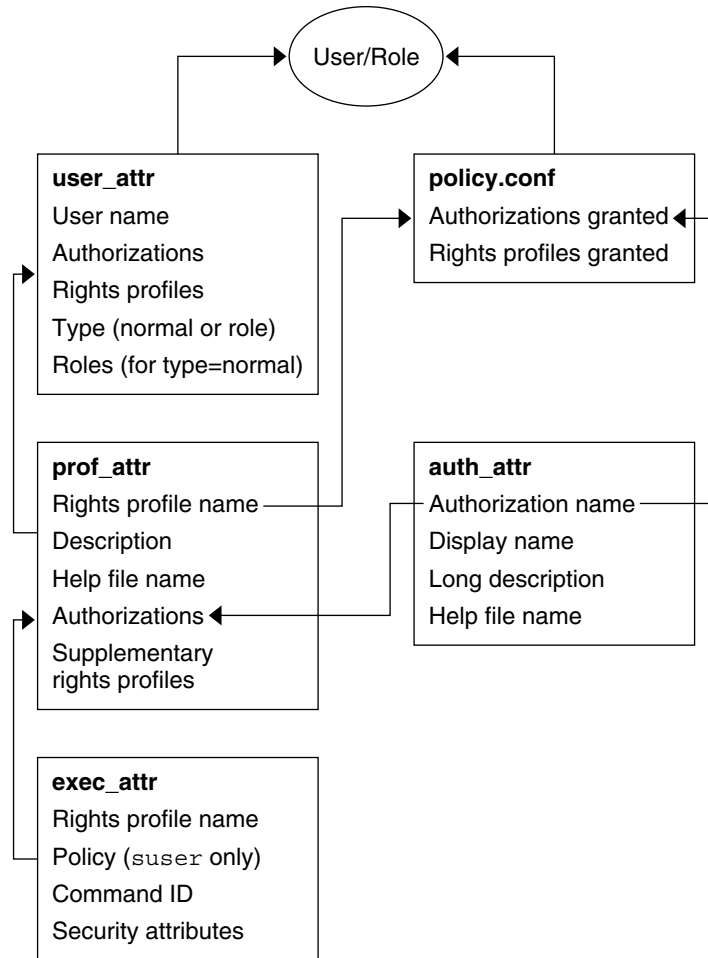 User/Role
user_attr
User name
Authorizations
Rights profiles
Type (normal or role)
Roles (for type=normal)
policy.conf
Authorizations granted
Rights profiles granted
prof_attr
Rights profile name
Description
Help file name
Authorizations
Supplementary
rights profiles
auth_attr
Authorization name
Display name
Long description
Help file name
exec_attr
Rights profile name
Policy (suser only)
Command ID
Security attributes